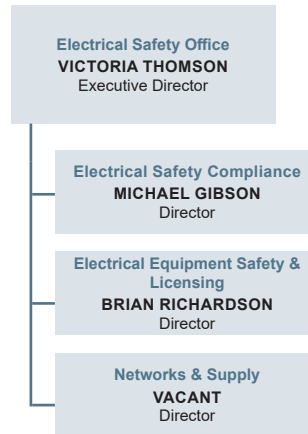 Electrical Safety Office
VICTORIA THOMSON
Executive Director
Electrical Safety Compliance
MICHAEL GIBSON
Director
Electrical Equipment Safety &
Licensing
BRIAN RICHARDSON
Director
Networks & Supply
VACANT
Director